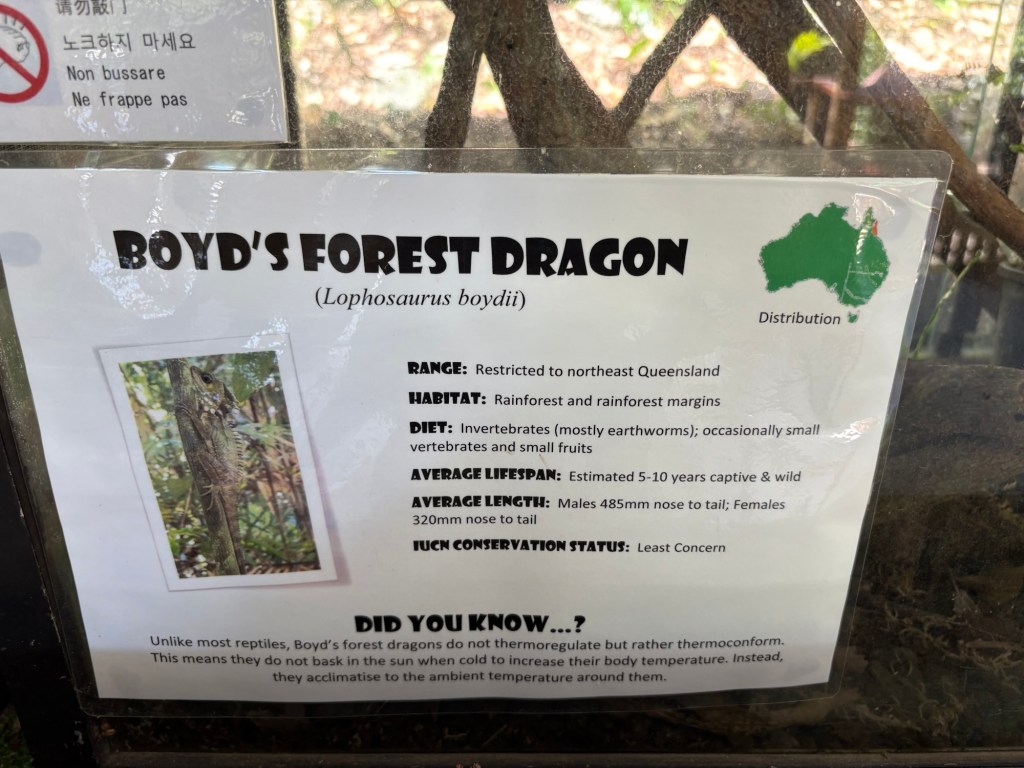 请勿敲门
노크하지 마세요
Non bussare
Ne frappe pas
BOYD'S FOREST DRAGON
(Lophosaurus boydii)
Distribution
RANGE: Restricted to northeast Queensland
HABITAT: Rainforest and rainforest margins
DIET: Invertebrates (mostly earthworms); occasionally small
vertebrates and small fruits
AVERAGE LIFESPAN: Estimated 5-10 years captive & wild
AVERAGE LENGTH: Males 485mm nose to tail; Females
320mm nose to tail
IUCN CONSERVATION STATUS: Least Concern
DID YOU KNOW...?
Unlike most reptiles, Boyd's forest dragons do not thermoregulate but rather thermoconform.
This means they do not bask in the sun when cold to increase their body temperature. Instead,
they acclimatise to the ambient temperature around them.